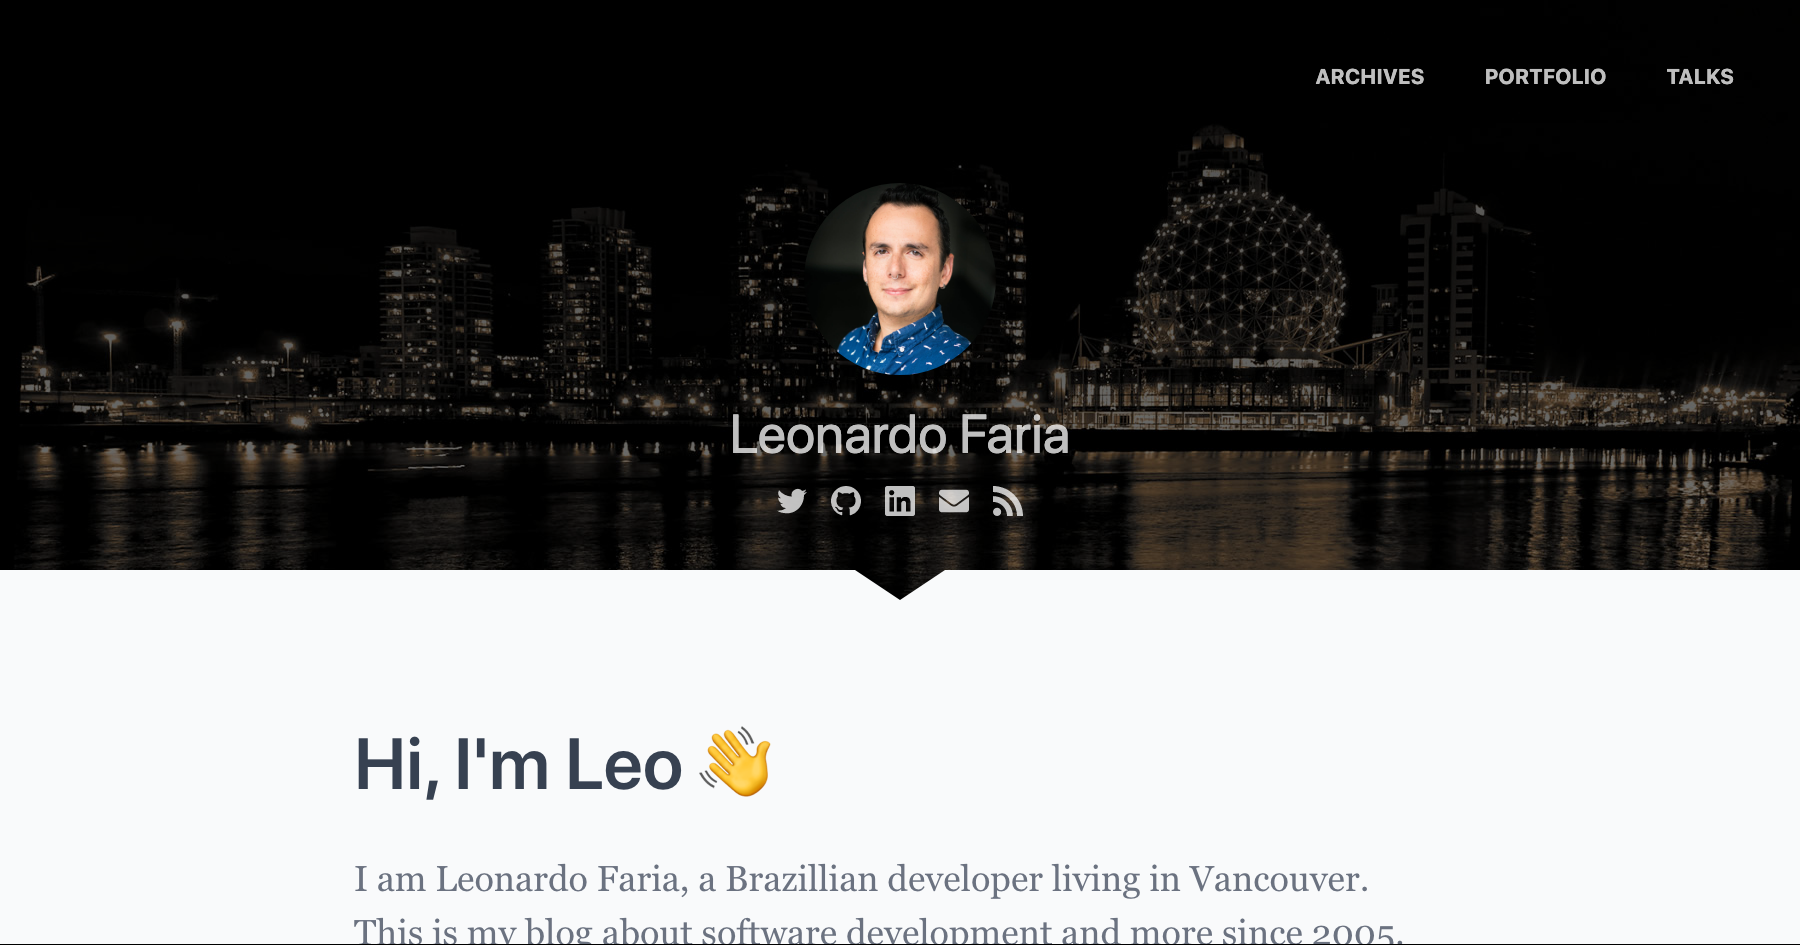 ARCHIVES PORTFOLIO TALKS
Leonardo Faria
in
Hi, I'm Leo 👋
I am Leonardo Faria, a Brazillian developer living in Vancouver.
This is my blog about software development and more since 2005.